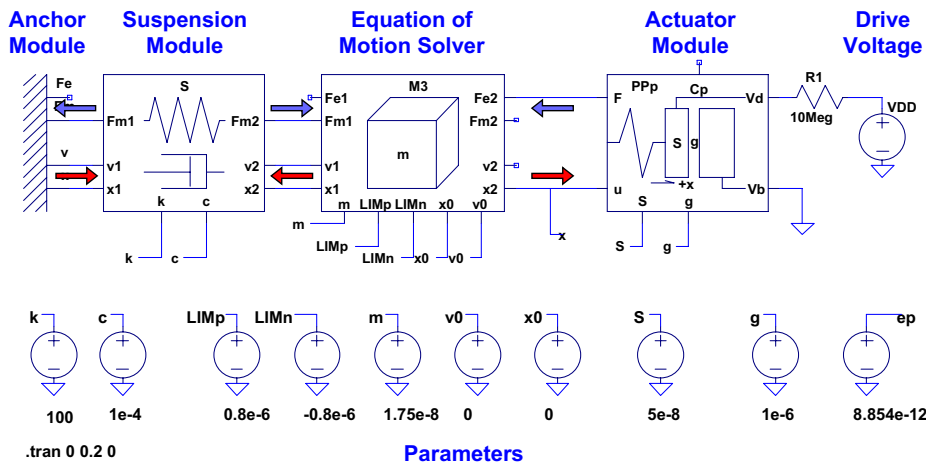 Anchor Module
Suspension Module
Equation of Motion Solver
Actuator Module
Drive Voltage
Fe
v
Fm1
v1
x1
S
Fm2
v2
x2
k
c
k
c
Fe1
Fm1
v1
x1
M3
m
Fe2
Fm2
v2
x2
m
LIMp
LIMn
x0
v0
m
LIMp
LIMn
x0
v0
x
F
u
PPp
Cp
S
g
+x
Vd
Vb
S
g
S
g
R1
10Meg
VDD
k
c
LIMp
LIMn
m
v0
x0
S
g
ep
100
1e-4
0.8e-6
-0.8e-6
1.75e-8
0
0
5e-8
1e-6
8.854e-12
.tran 0 0.2 0
Parameters